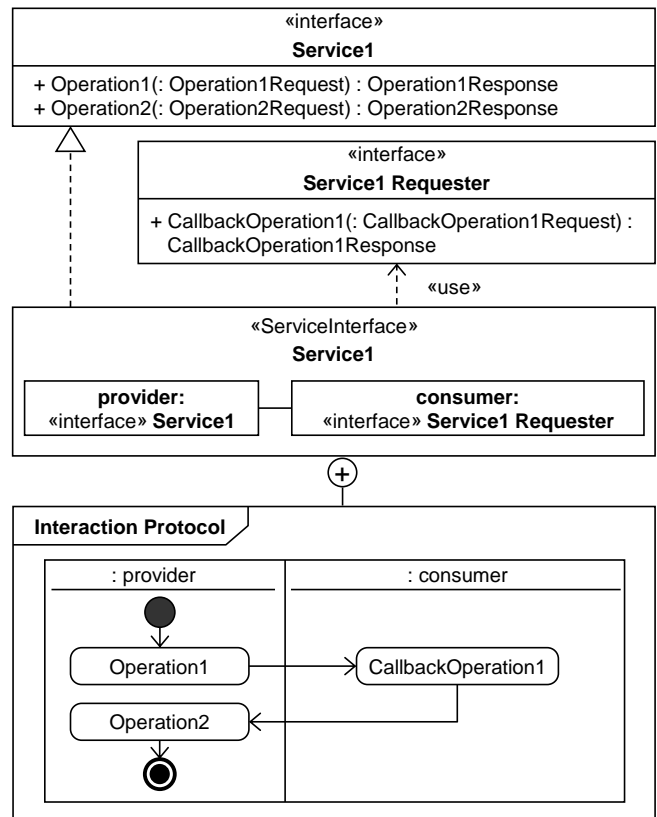 «interface»
Service1
+ Operation1(: Operation1Request) : Operation1Response
+ Operation2(: Operation2Request) : Operation2Response
«interface»
Service1 Requester
+ CallbackOperation1(: CallbackOperation1Request) :
CallbackOperation1Response
«use»
«ServiceInterface»
Service1
provider:
«interface» Service1
consumer:
«interface» Service1 Requester
+
Interaction Protocol
: provider
: consumer
Operation1
CallbackOperation1
Operation2